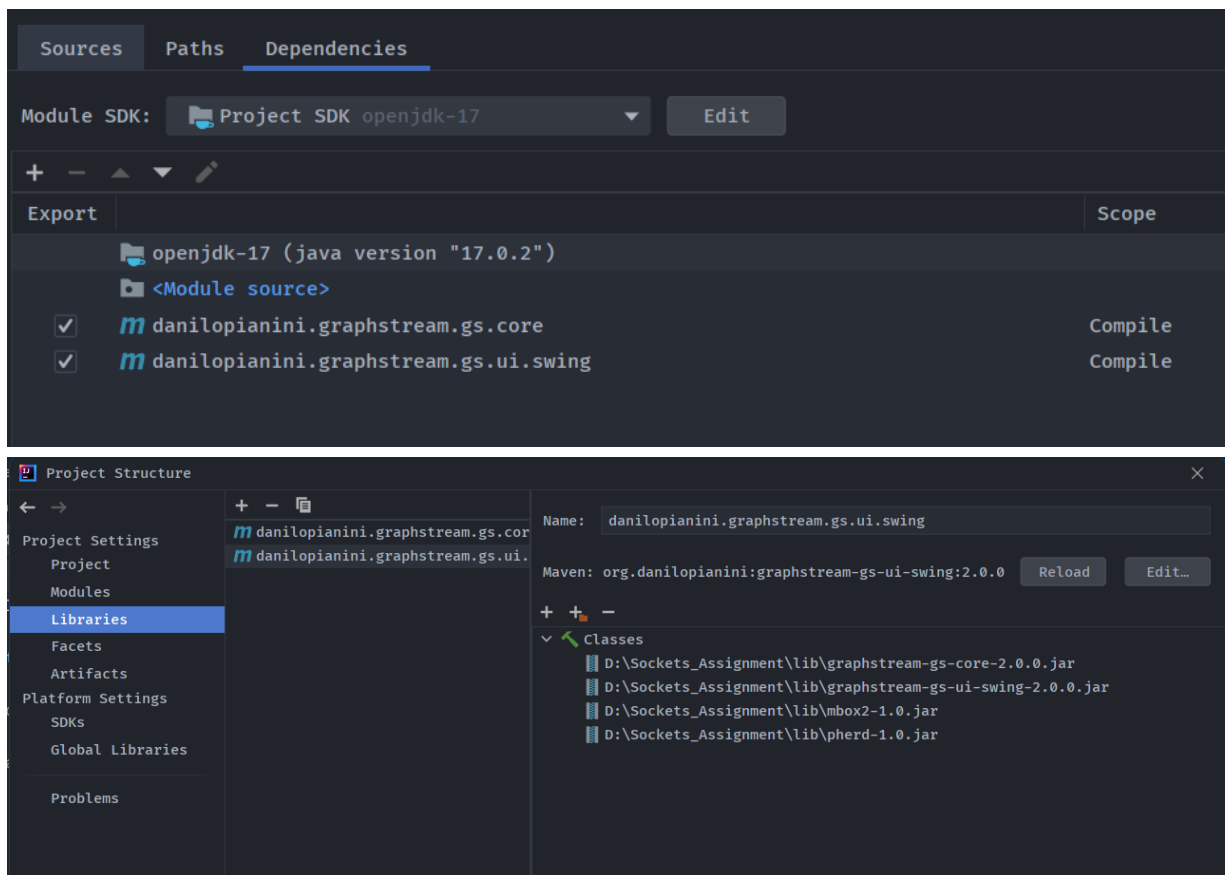 Sources Paths Dependencies
Module SDK: Project SDK openjdk-17 Edit
Export Scope
openjdk-17 (java version "17.0.2")
<Module source>
danilopianini.graphstream.gs.core Compile
danilopianini.graphstream.gs.ui.swing Compile
Project Structure
Project Settings
Project
Modules
Libraries
Facets
Artifacts
Platform Settings
SDKs
Global Libraries
Problems
danilopianini.graphstream.gs.cor
danilopianini.graphstream.gs.ui.
Name: danilopianini.graphstream.gs.ui.swing
Maven: org.danilopianini:graphstream-gs-ui-swing:2.0.0 Reload Edit…
Classes
D:\Sockets_Assignment\lib\graphstream-gs-core-2.0.0.jar
D:\Sockets_Assignment\lib\graphstream-gs-ui-swing-2.0.0.jar
D:\Sockets_Assignment\lib\mbox2-1.0.jar
D:\Sockets_Assignment\lib\pherd-1.0.jar